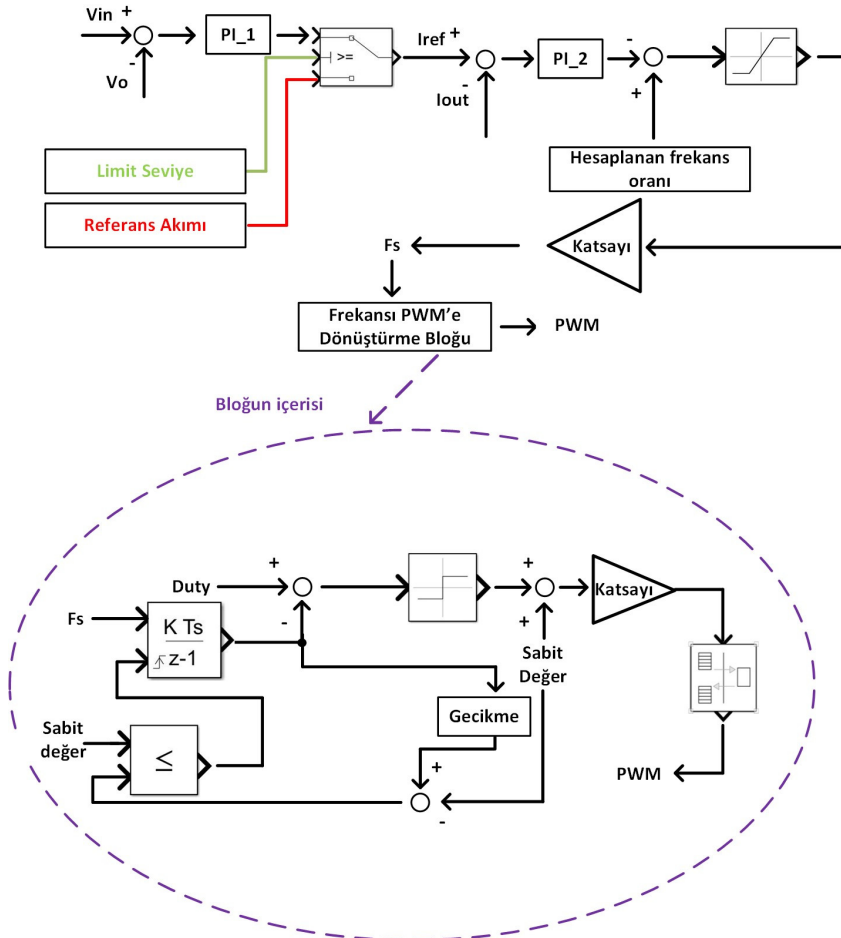 Vin +
PI_1
-
Vo
>=
Iref +
-
Iout
PI_2
-
+
Limit Seviye
Referans Akımı
Hesaplanan frekans
oranı
Katsayı
Fs
Frekansı PWM'e
Dönüştürme Bloğu
PWM
Bloğun içerisi
Duty
+
-
Fs
K Ts
z-1
+
+
Sabit
Değer
Katsayı
Gecikme
Sabit
değer
≤
+
-
PWM